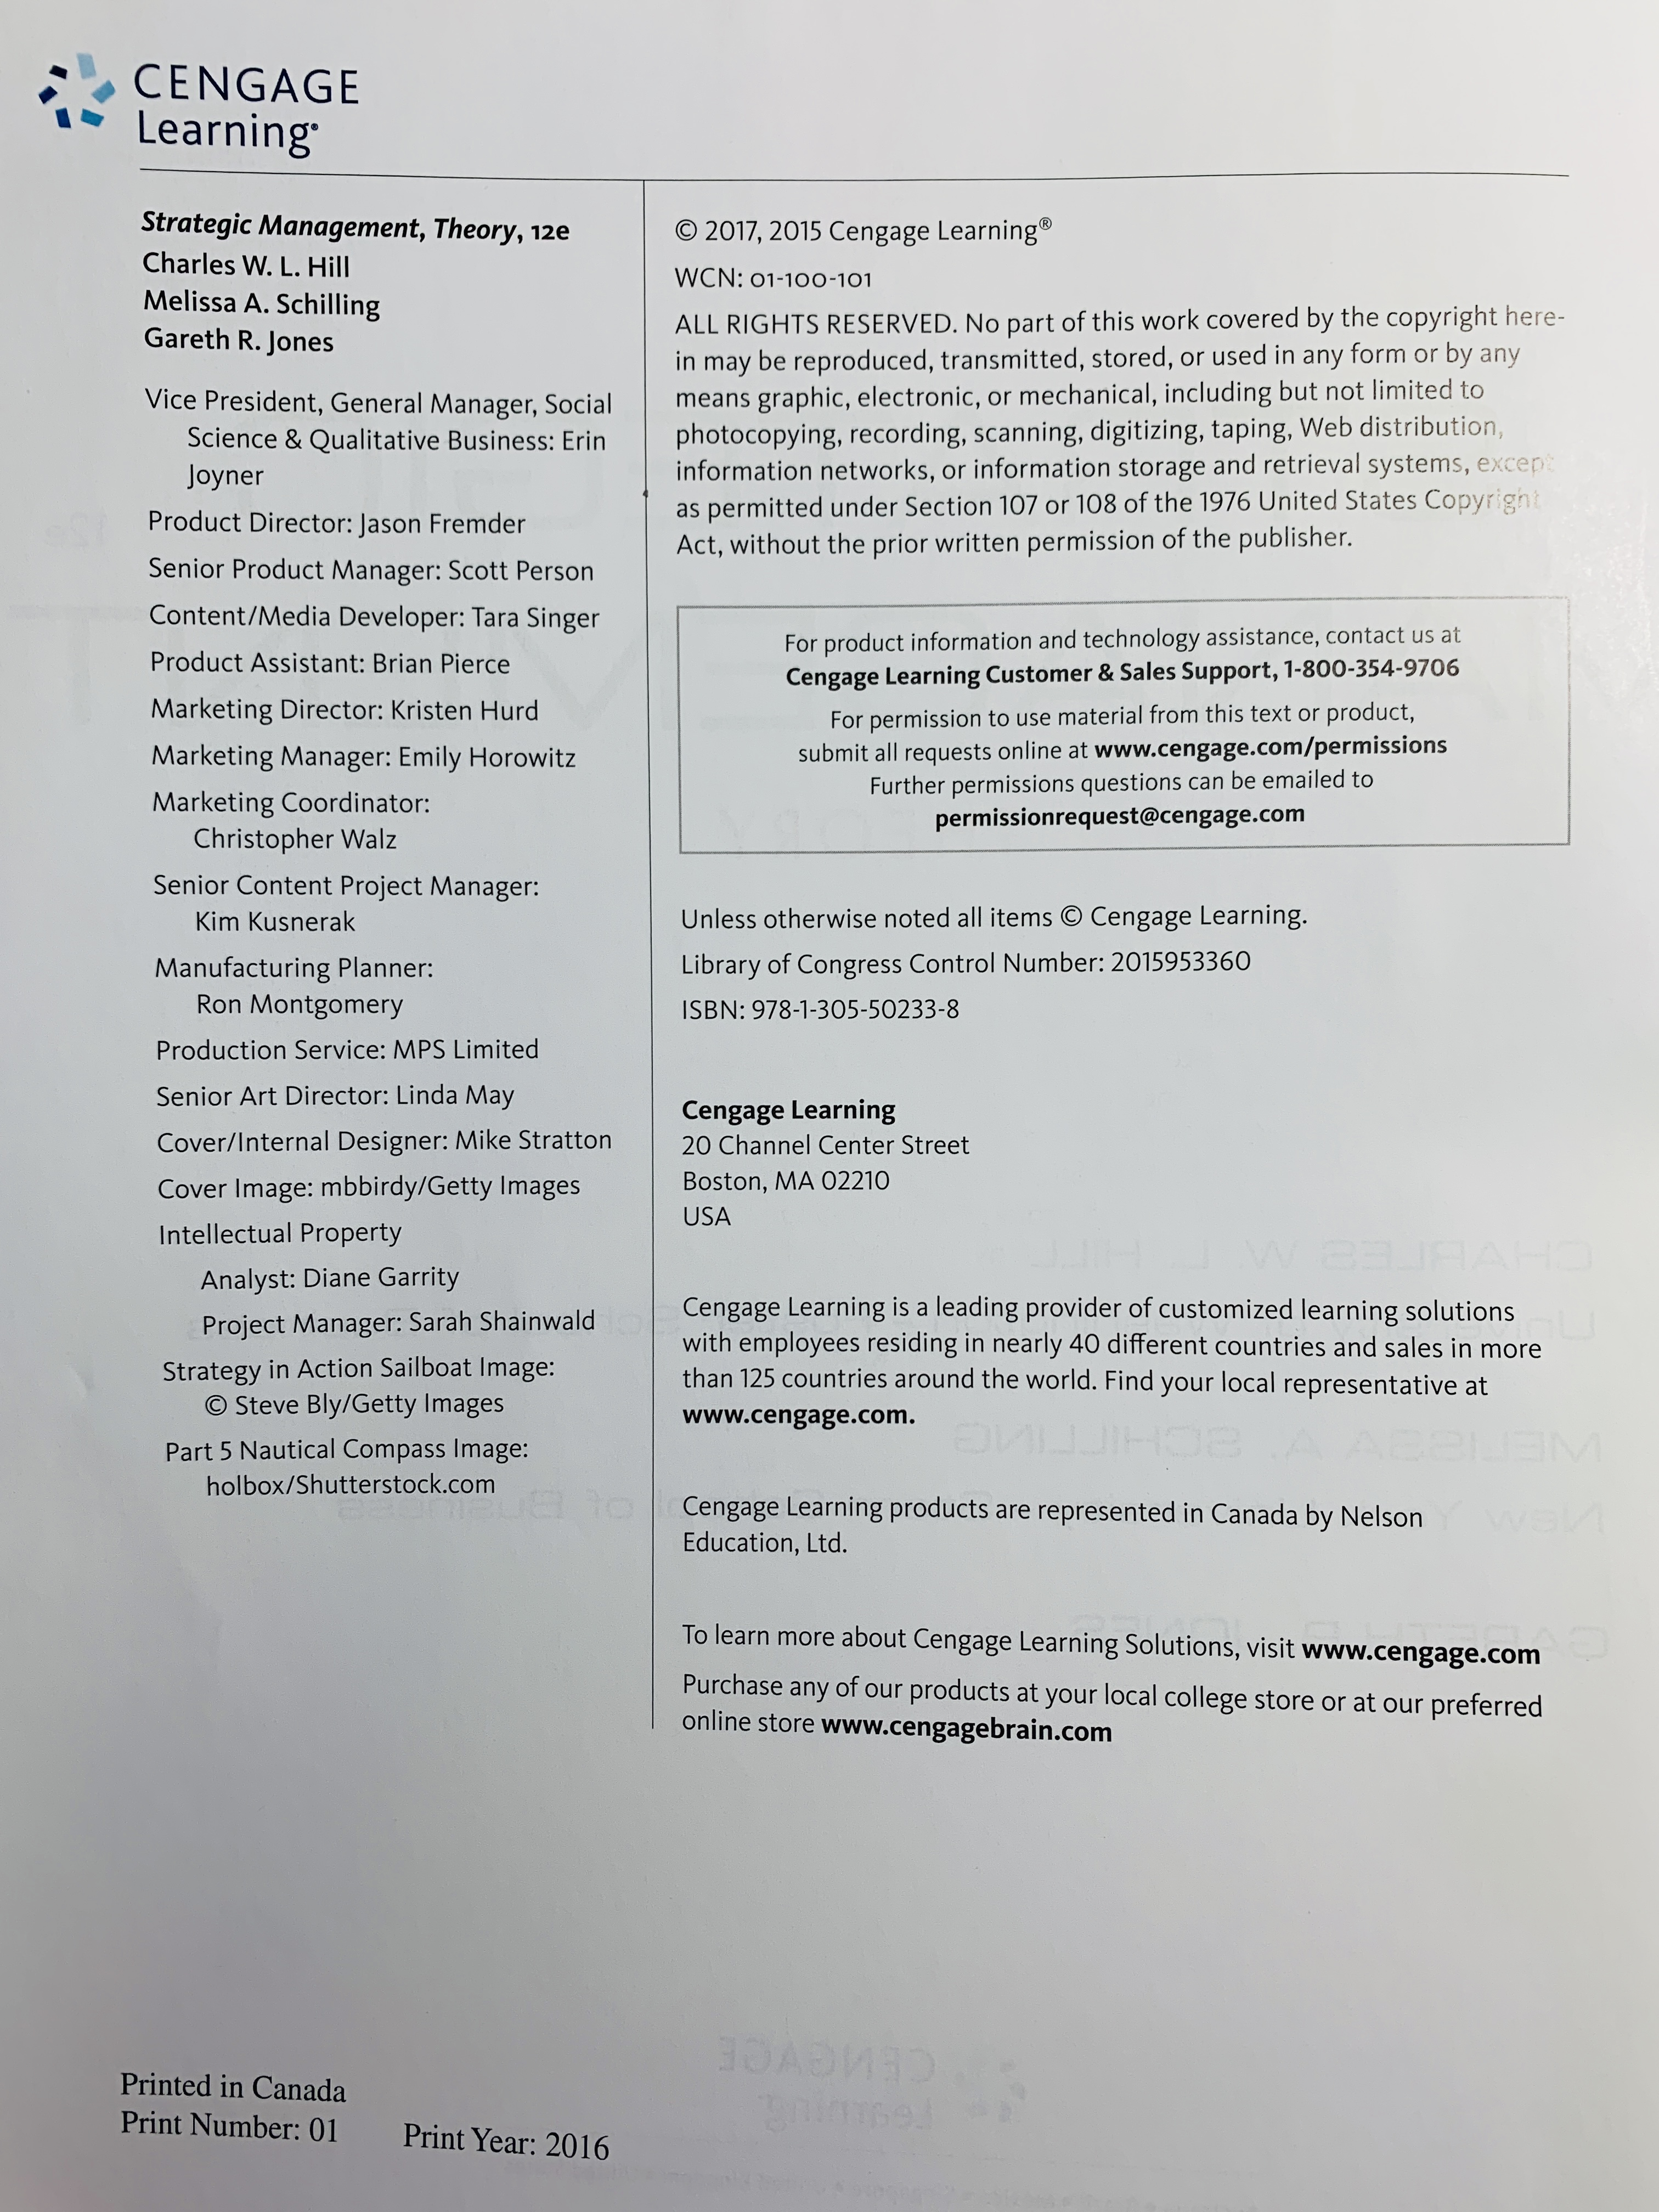 CENGAGE
Learning®
Strategic Management, Theory, 12e
Charles W. L. Hill
Melissa A. Schilling
Gareth R. Jones
Vice President, General Manager, Social
Science & Qualitative Business: Erin
Joyner
Product Director: Jason Fremder
Senior Product Manager: Scott Person
Content/Media Developer: Tara Singer
Product Assistant: Brian Pierce
Marketing Director: Kristen Hurd
Marketing Manager: Emily Horowitz
Marketing Coordinator:
Christopher Walz
Senior Content Project Manager:
Kim Kusnerak
Manufacturing Planner:
Ron Montgomery
Production Service: MPS Limited
Senior Art Director: Linda May
Cover/Internal Designer: Mike Stratton
Cover Image: mbbirdy/Getty Images
Intellectual Property
Analyst: Diane Garrity
Project Manager: Sarah Shainwald
Strategy in Action Sailboat Image:
© Steve Bly/Getty Images
Part 5 Nautical Compass Image:
holbox/Shutterstock.com
© 2017, 2015 Cengage Learning®
WCN: 01-100-101
ALL RIGHTS RESERVED. No part of this work covered by the copyright here-
in may be reproduced, transmitted, stored, or used in any form or by any
means graphic, electronic, or mechanical, including but not limited to
photocopying, recording, scanning, digitizing, taping, Web distribution,
information networks, or information storage and retrieval systems, except
as permitted under Section 107 or 108 of the 1976 United States Copyright
Act, without the prior written permission of the publisher.
For product information and technology assistance, contact us at
Cengage Learning Customer & Sales Support, 1-800-354-9706
For permission to use material from this text or product,
submit all requests online at www.cengage.com/permissions
Further permissions questions can be emailed to
permissionrequest@cengage.com
Unless otherwise noted all items © Cengage Learning.
Library of Congress Control Number: 2015953360
ISBN: 978-1-305-50233-8
Cengage Learning
20 Channel Center Street
Boston, MA 02210
USA
Cengage Learning is a leading provider of customized learning solutions
with employees residing in nearly 40 different countries and sales in more
than 125 countries around the world. Find your local representative at
www.cengage.com.
Cengage Learning products are represented in Canada by Nelson
Education, Ltd.
To learn more about Cengage Learning Solutions, visit www.cengage.com
Purchase any of our products at your local college store or at our preferred
online store www.cengagebrain.com
Printed in Canada
Print Number: 01 Print Year: 2016